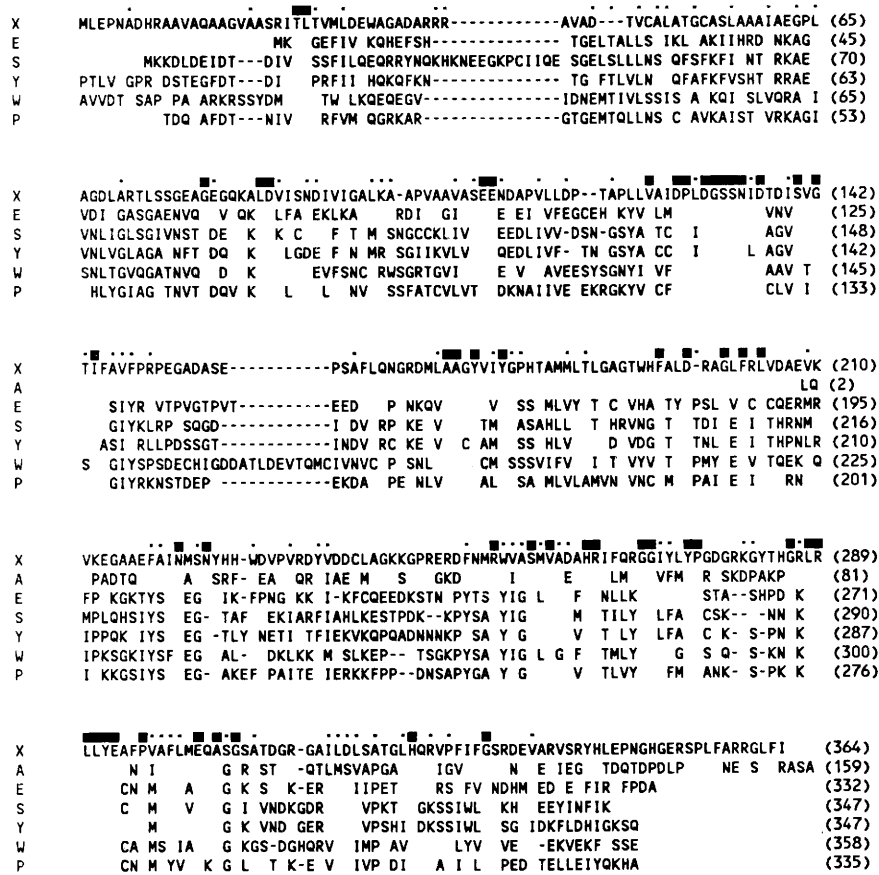 X MLEPNADHRAAVAQAAGVAASRITLTVMLDEWAGADARRR-----------AVAD--TVCALATGCASLAAAIAEGPL (65)
E MK GEFIV KQHEFSH------------TGELTALLS IKL AKIIHRD NKAG (45)
S MKKDLDEIDT---DIV SSFILQEQRRYNQKHKNEEGKPCIIQE SGELSLLLNS QFSFKFI NT RKAE (70)
Y PTLV GPR DSTEGFDT--DI PRFII HQKQFKN------------TG FTLVLN QFAFKFVSHT RRAE (63)
W AVVDT SAP PA ARKRSSYDM TW LKQEQEGV-------------IDNEMTIVLSSIS A KQI SLVQRA I (65)
P TDQ AFDT--NIV RFVM QGRKAR-------------GTGEMTQLLNS C AVKAIST VRKAGI (53)
X AGDLARTLSSGEAGEGQKALDVISNDIVIGALKA-APVAAVASEENDAPVLLDP--TAPLLVAIDPLDGSSNIDTDISVG (142)
E VDI GASGAENVQ V QK LFA EKLKA RDI GI E EI VFEGCEH KYV LM VNV (125)
S VNLIGLSGIVNST DE K K C F T M SNGCCKLIV EEDLIVV-DSN-GSYA TC I AGV (148)
Y VNLVGLAGA NFT DQ K LGDE F N MR SGIIKVLV QEDLIVF-TN GSYA CC I L AGV (142)
W SNLTGVQGATNVQ D K EVFSNC RWSGRTGVI E V AVEESYSGNYI VF AAV T (145)
P HLYGIAG TNVT DQV K L L NV SSFATCVLVT DKNAIIVE EKRGKYV CF CLV I (133)
X TIFAVFPRPEGADASE----------PSAFLQNGRDMLAAGYVIYGPHTAMMLTLGAGTWHFALD-RAGLFRLVDAEVK (210)
A LQ (2)
E SIYR VTPVGTPVT-----------EED P NKQV V SS MLVY T C VHA TY PSL V C CQERMR (195)
S GIYKLRP SQGD------------I DV RP KE V TM ASAHLL T HRVNG T TDI E I THRNM (216)
Y ASI RLLPDSSGT-----------INDV RC KE V C AM SS HLV D VDG T TNL E ITHPNLR (210)
W S GIYSPSDECHIGDDATLDEVTQMCIVNVC P SNL CM SSSVIFV I T VYV T PMY E V TQEK Q (225)
P GIYRKNSTDEP-----------EKDA PE NLV AL SA MLVLAMVN VNC M PAI E I RN (201)
X VKEGAAEFAINMSNYHH-WDVPVRDYVDDCLAGKKGPRERDFNMRWVASMVADAHRIFQRGGIYLYPGDGRKGYTHGRLR (289)
A PADTQ A SRF- EA QR IAE M S GKD I E LM VFM R SKDPAKP (81)
E FP KGKTYS EG IK-FPNG KK I-KFCQEEDKSTN PYTS YIG L F NLLK STA--SHPD K (271)
S MPLQHSIYS EG-TAF EKIARFIAHLKESTPDK--KPYSA YIG M TILY LFA CSK---NN K (290)
Y IPPQK IYS EG -TLY NETI TFIEKVKQPQADNNNKP SA Y G V T LY LFA C K- S-PN K (287)
W IPKSGKIYSF EG AL- DKLKK M SLKEP-- TSGKPYSA YIG L G F TMLY G S Q- S-KN K (300)
P I KKGSIYS EG- AKEF PAITE IERKKFPP--DNSAPYGA Y G V TLVY FM ANK- S-PK K (276)
X LLYEAFPVAFLMEQASGSATDGR-GAILDLSATGLHQRVPFIFGSRDEVARVSRYHLEPNGHGERSPLFARRGLFI (364)
A N I G R ST -QTLMSVAPGA IGV N E IEG TDQTDPDLP NE S RASA (159)
E CN M A G K S K-ER IIPET RS FV NDHM ED E FIR FPDA (332)
S C M V G I VNDKGDR VPKT GKSSIWL KH EEYINFIK (347)
Y M G K VND GER VPSHI DKSSIWL SG IDKFLDHIGKSQ (347)
W CA MS IA G KGS-DGHQRV IMP AV LYV VE -EKVEKF SSE (358)
P CN M YV K G L T K-E V IVP DI A I L PED TELLEIYQKHA (335)